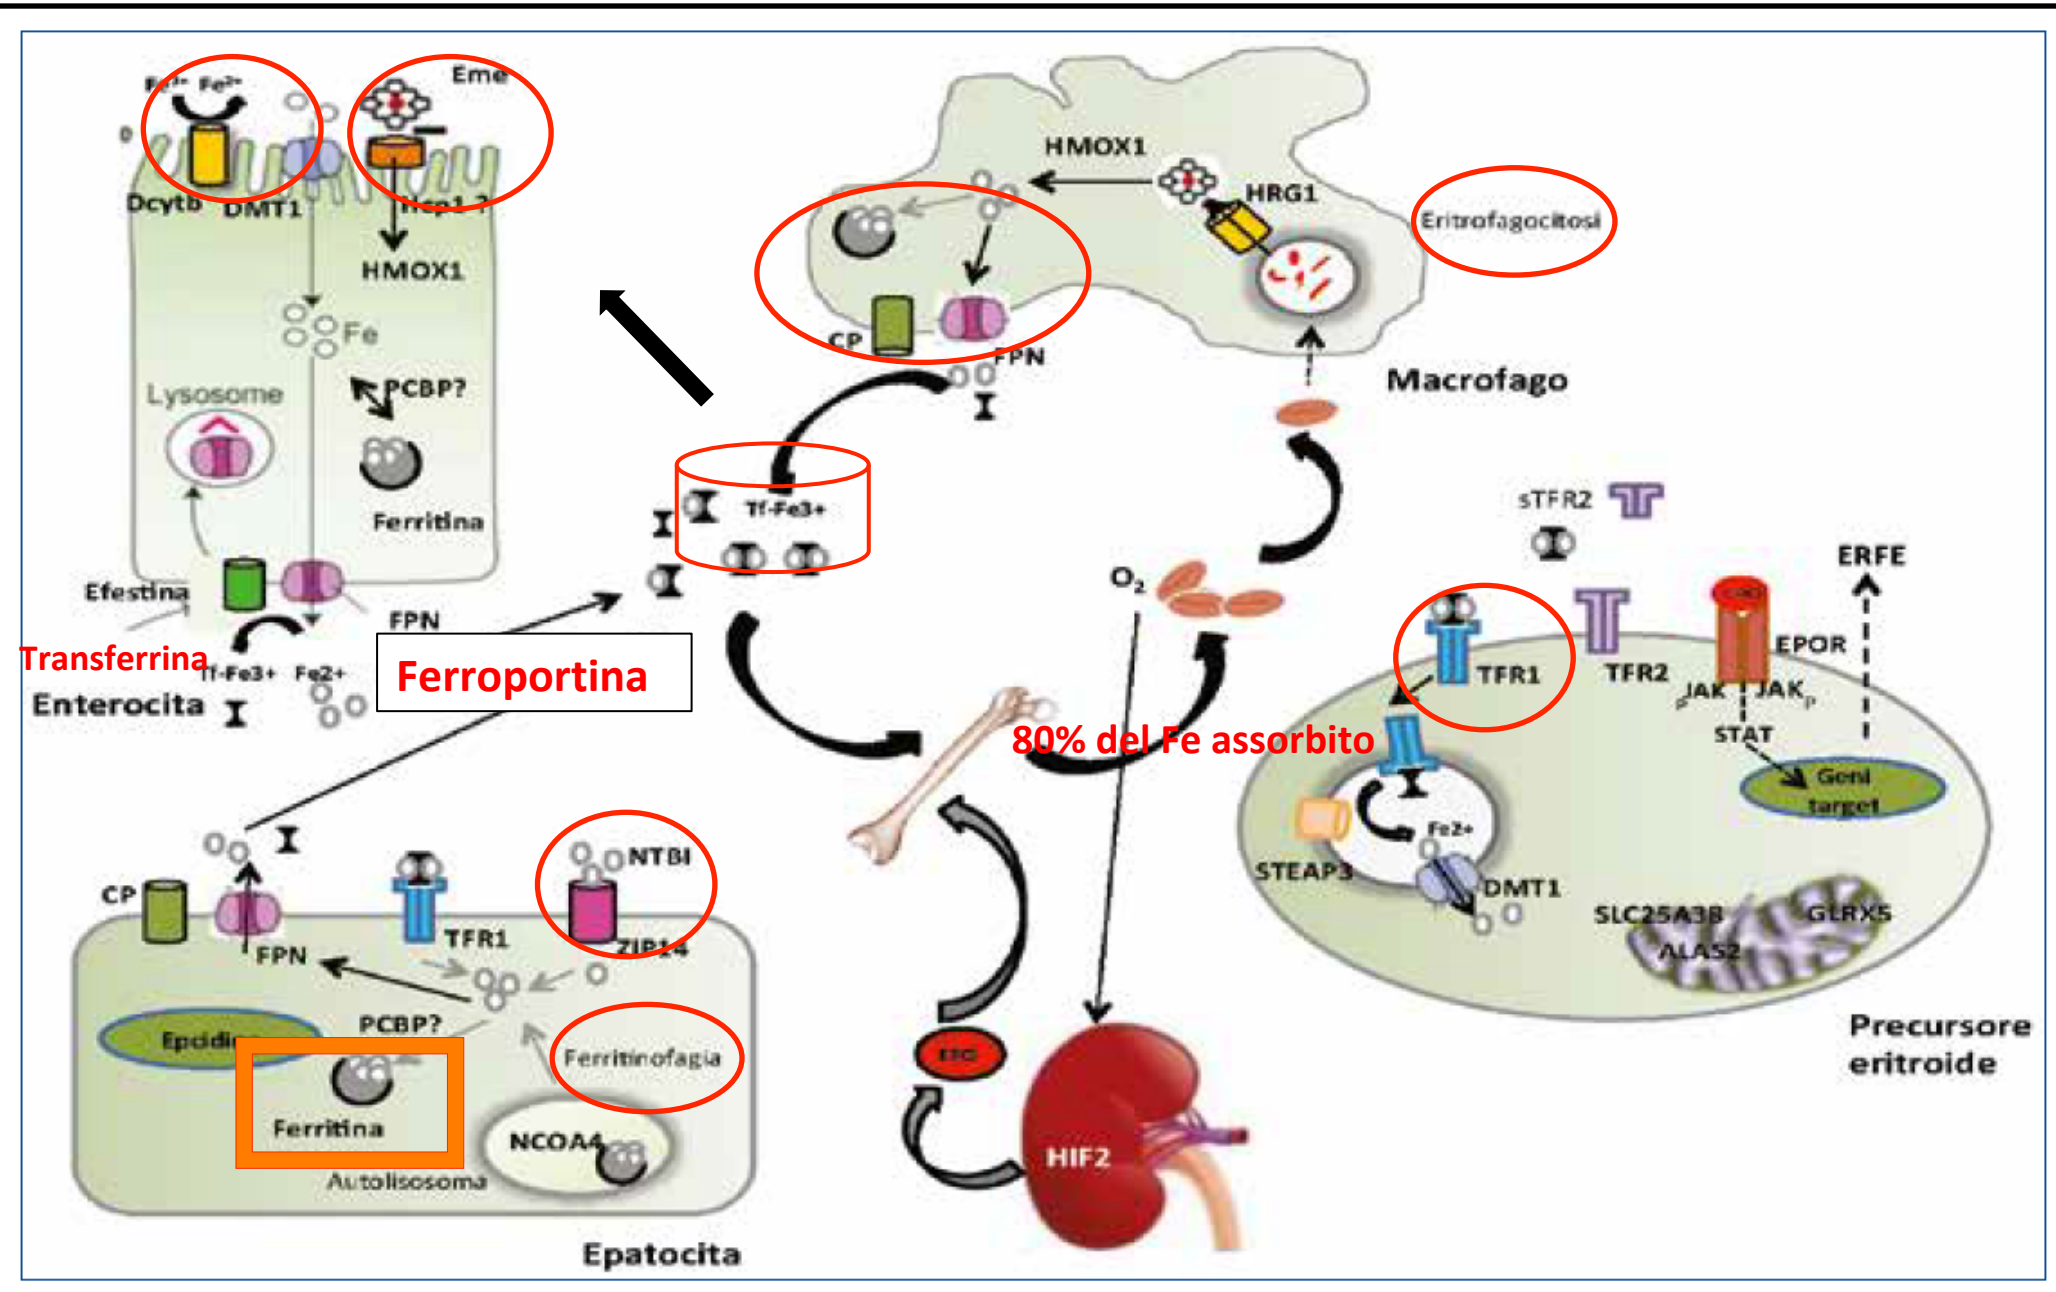 Fe³⁺ Fe²⁺
Eme
Dcytb
DMT1
Hcp1 ?
HMOX1
Fe
PCBP?
Lysosome
Ferritina
Efestina
FPN
Transferrina
Tf-Fe3+
Fe2+
Enterocita
Ferroportina
HMOX1
HRG1
Eritrofagocitosi
CP
FPN
Macrofago
Tf-Fe3+
O₂
80% del Fe assorbito
sTFR2
ERFE
TFR1
TFR2
EPOR
P
JAK
JAK
P
STAT
Geni
target
Fe2+
STEAP3
DMT1
SLC25A38
GLRX5
ALAS2
Precursore
eritroide
NTBI
CP
TFR1
ZIP14
FPN
PCBP?
Ferritinofagia
Ferritina
NCOA4
Autolisosoma
Epatocita
HIF2